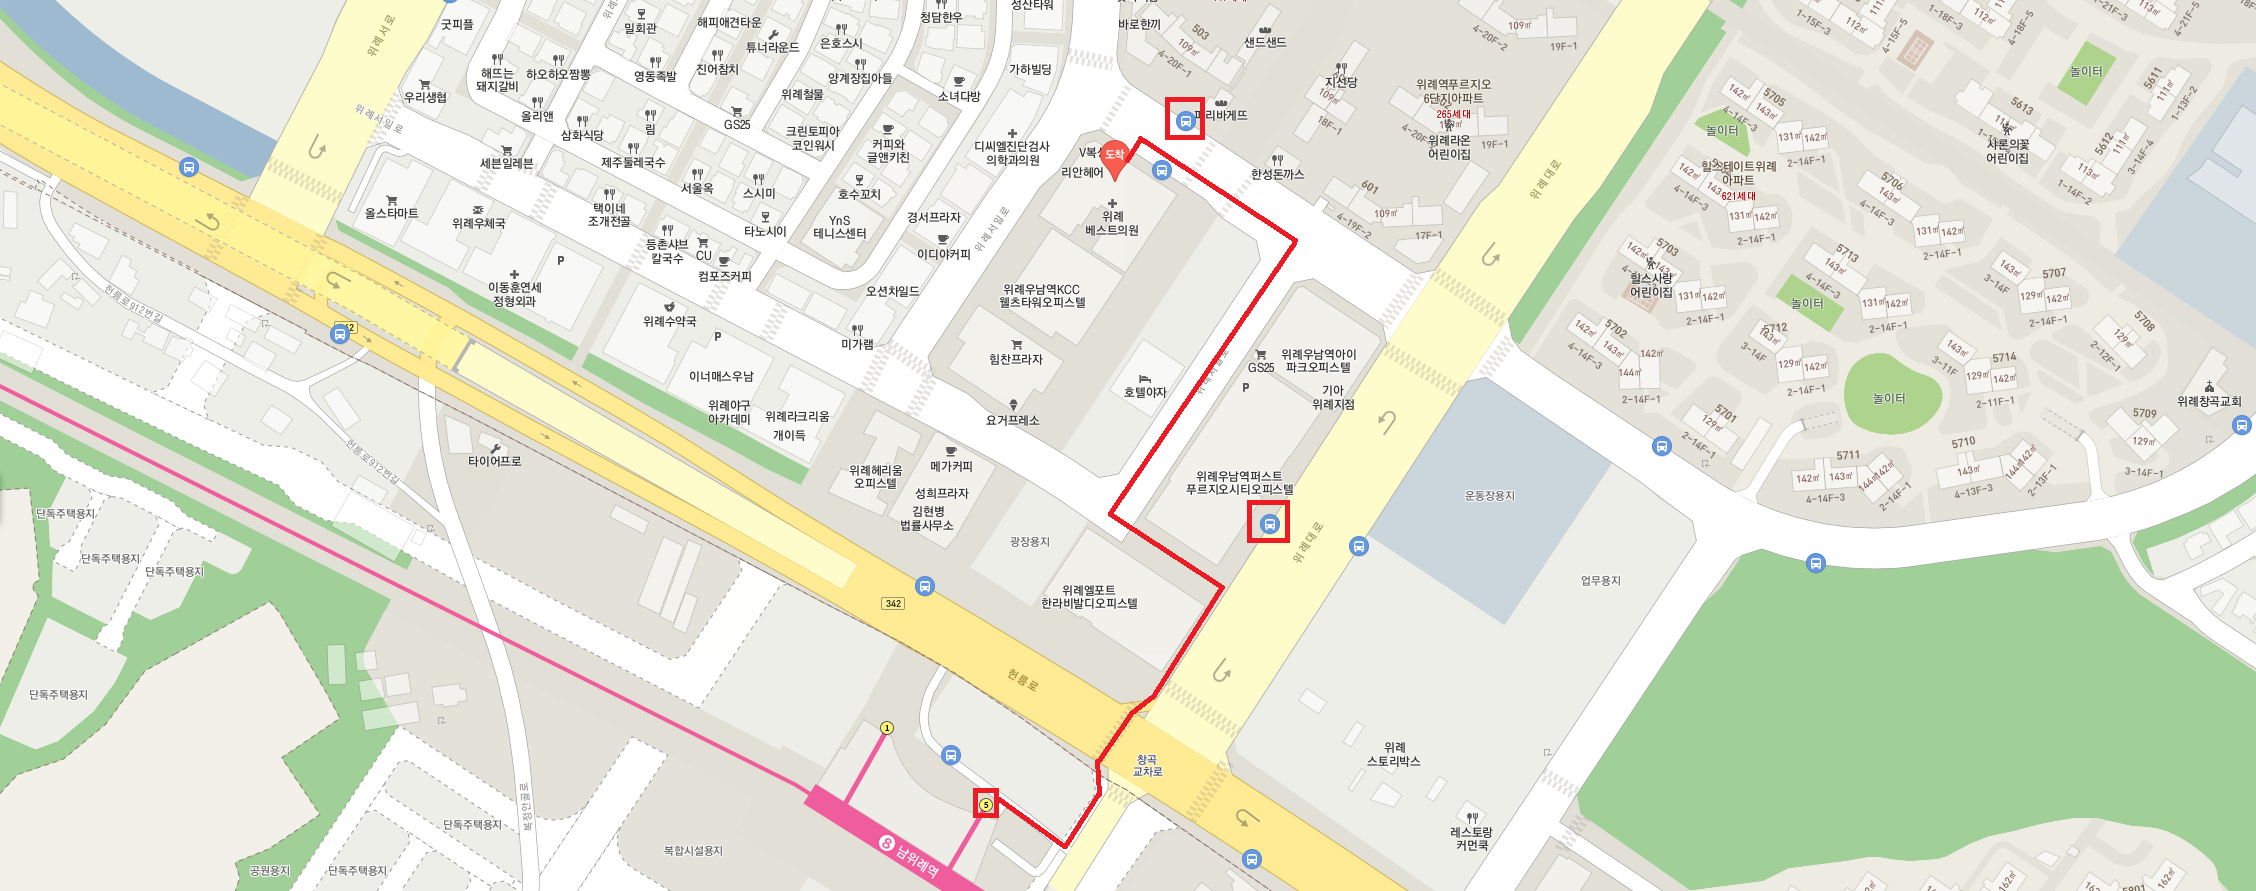 굿피플
위례서로
밀회관
해피애견타운
튜너라운드
은호스시
청담한우
성산타워
바로한끼
503
109㎡
4-20F-1
샌드샌드
109㎡
4-20F-2
19F-1
해뜨는
돼지갈비
하오하오짬뽕
영동족발
진어참치
양계장집아들
가하빌딩
우리생협
올리앤
위례철물
소녀다방
지선당
109㎡
18F-1
위례역푸르지오
6단지아파트
265세대
위례라온
어린이집
19F-1
위례서일로
삼화식당
림
GS25
크린토피아
코인워시
커피와
글앤키친
디씨엘진단검사
의학과의원
파리바게뜨
세븐일레븐
제주둘레국수
도착
리안헤어
한성돈까스
서울옥
스시미
호수꼬치
601
109㎡
4-19F-2
17F-1
위례대로
올스타마트
위례우체국
택이네
조개전골
타노시이
YnS
테니스센터
경서프라자
위례서일로
위례
베스트의원
등촌샤브
칼국수
CU
컴포즈커피
이디야커피
P
이동훈연세
정형외과
오션차일드
위례우남역KCC
웰츠타워오피스텔
헌릉로912번길
위례수약국
P
미가램
힘찬프라자
GS25
위례우남역아이
파크오피스텔
P
기아
위례지점
호텔야자
이너매스우남
위례야구
아카데미
위례라크리움
개이득
요거프레소
타이어프로
헌릉로912번길
위례헤리움
오피스텔
메가커피
성희프라자
김현병
법률사무소
위례우남역퍼스트
푸르지오시티오피스텔
광장용지
위례대로
위례엘포트
한라비발디오피스텔
342
헌릉로
단독주택용지
단독주택용지
단독주택용지
단독주택용지
창곡
교차로
1
5
8 남위례역
복정안골로
단독주택용지
단독주택용지
공원용지
복합시설용지
운동장용지
업무용지
위례
스토리박스
레스토랑
커먼쿡
놀이터
놀이터
놀이터
놀이터
힐스테이트위례
아파트
621세대
샤론의꽃
어린이집
힐스사랑
어린이집
위례창곡교회
5705
142㎡
142㎡
4-14F-3
131㎡
142㎡
2-14F-1
5613
5611
111㎡
1-13F-2
5612
3-14F-4
113㎡
1-14F-2
131㎡
142㎡
2-14F-1
5706
143㎡
4-14F-3
131㎡
142㎡
2-14F-1
5703
142㎡
4-14F-3
131㎡
142㎡
2-14F-1
5713
143㎡
4-14F-3
131㎡
142㎡
2-14F-1
5707
143㎡
3-14F
129㎡
142㎡
2-14F-1
5708
129㎡
2-12F-1
5702
142㎡
143㎡
4-14F-3
142㎡
144㎡
2-14F-1
5712
143㎡
3-14F
129㎡
142㎡
2-14F-1
5714
143㎡
3-11F
129㎡
142㎡
2-11F-1
5701
129㎡
2-14F-1
5709
129㎡
3-14F-1
5711
142㎡
143㎡
4-14F-3
144㎡
142㎡
2-14F-1
5710
143㎡
4-13F-3
144㎡
142㎡
2-13F-1